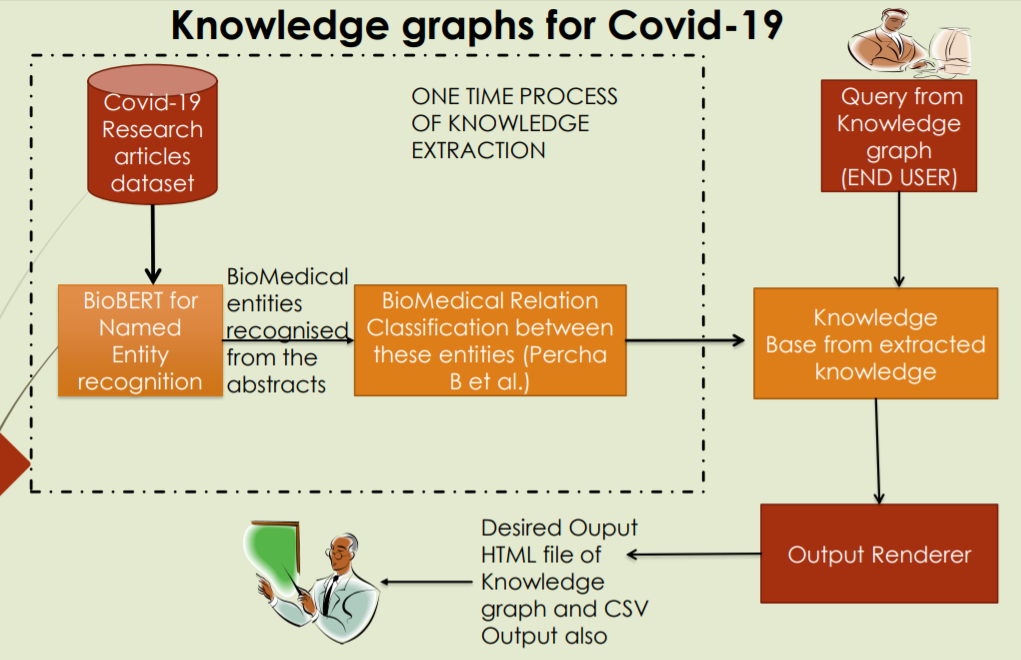 Knowledge graphs for Covid-19
Covid-19
Research
articles
dataset
ONE TIME PROCESS
OF KNOWLEDGE
EXTRACTION
Query from
Knowledge
graph
(END USER)
BioBERT for
Named
Entity
recognition
BioMedical
entities
recognised
from the
abstracts
BioMedical Relation
Classification between
these entities (Percha
B et al.)
Knowledge
Base from extracted
knowledge
Output Renderer
Desired Ouput
HTML file of
Knowledge
graph and CSV
Output also